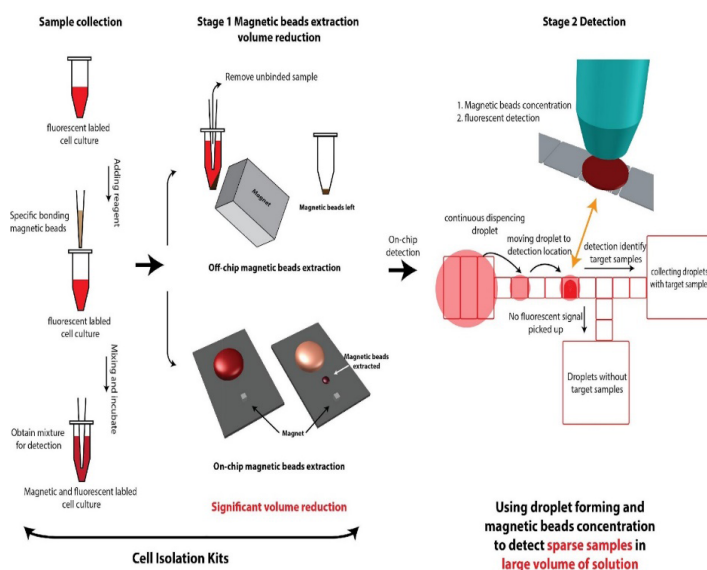 Sample collection
fluorescent labled
cell culture
Adding reagent
Specific bonding
magnetic beads
fluorescent labled
cell culture
Mixing and incubate
Obtain mixture
for detection
Magnetic and fluorescent labled
cell culture
Stage 1 Magnetic beads extraction
volume reduction
Remove unbinded sample
Magnet
Magnetic beads left
Off-chip magnetic beads extraction
Magnetic beads
extracted
Magnet
On-chip magnetic beads extraction
Significant volume reduction
Cell Isolation Kits
On-chip
detection
Stage 2 Detection
1. Magnetic beads concentration
2. fluorescent detection
continuous dispencing
droplet
moving droplet to
detection location
detection identify
target samples
collecting droplets
with target sample
No fluorescent signal
picked up
Droplets without
target samples
Using droplet forming and
magnetic beads concentration
to detect sparse samples in
large volume of solution